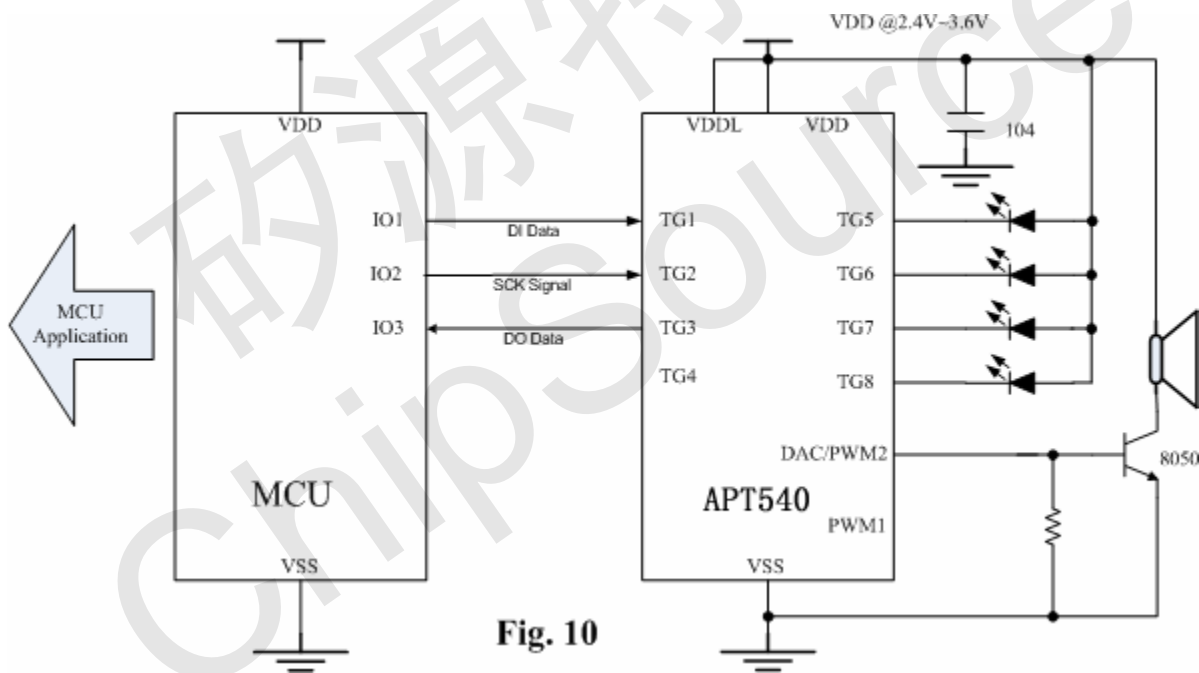 VDD @2.4V~3.6V
VDD
VDDL
VDD
104
IO1
DI Data
TG1
TG5
IO2
SCK Signal
TG2
TG6
MCU
Application
IO3
DO Data
TG3
TG7
TG4
TG8
DAC/PWM2
8050
MCU
APT540
PWM1
VSS
VSS
Fig. 10
矽源特
ChipSource